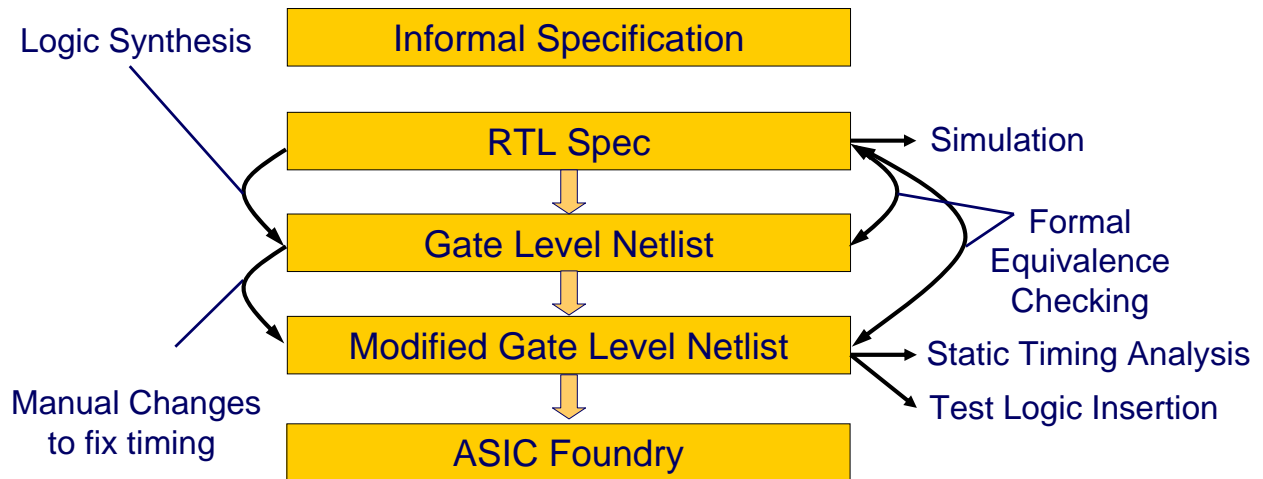 Logic Synthesis
Informal Specification
RTL Spec
Simulation
Gate Level Netlist
Formal
Equivalence
Checking
Modified Gate Level Netlist
Static Timing Analysis
Manual Changes
to fix timing
Test Logic Insertion
ASIC Foundry